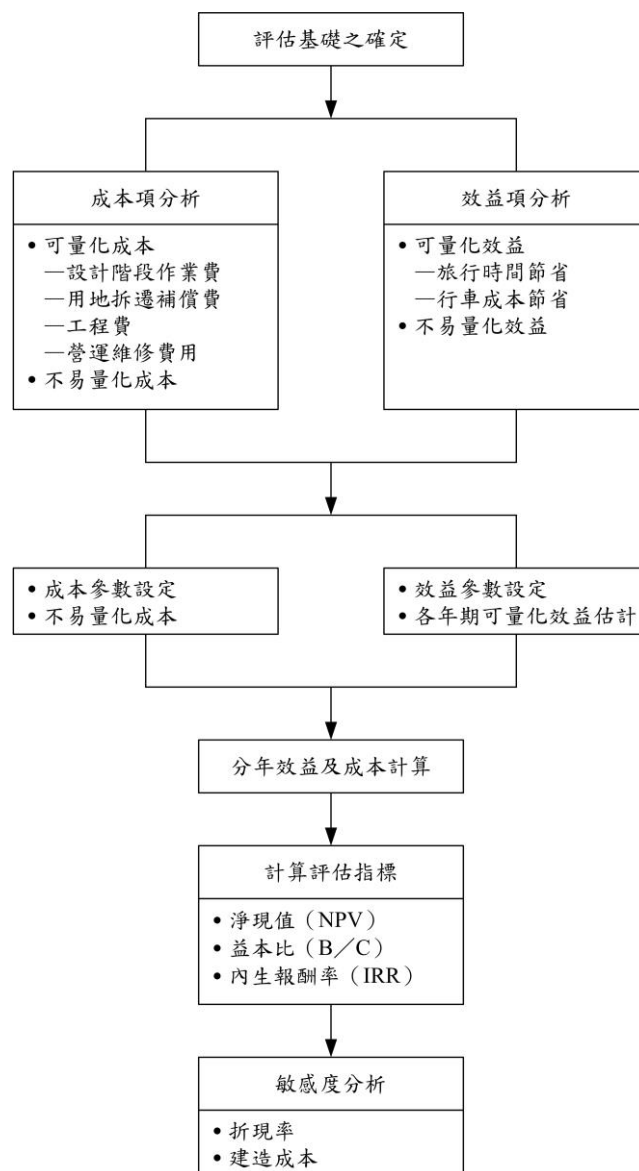 評估基礎之確定
成本項分析
• 可量化成本
—設計階段作業費
—用地拆遷補償費
—工程費
—營運維修費用
• 不易量化成本
效益項分析
• 可量化效益
—旅行時間節省
—行車成本節省
• 不易量化效益
• 成本參數設定
• 不易量化成本
• 效益參數設定
• 各年期可量化效益估計
分年效益及成本計算
計算評估指標
• 淨現值（NPV）
• 益本比（B／C）
• 內生報酬率（IRR）
敏感度分析
• 折現率
• 建造成本